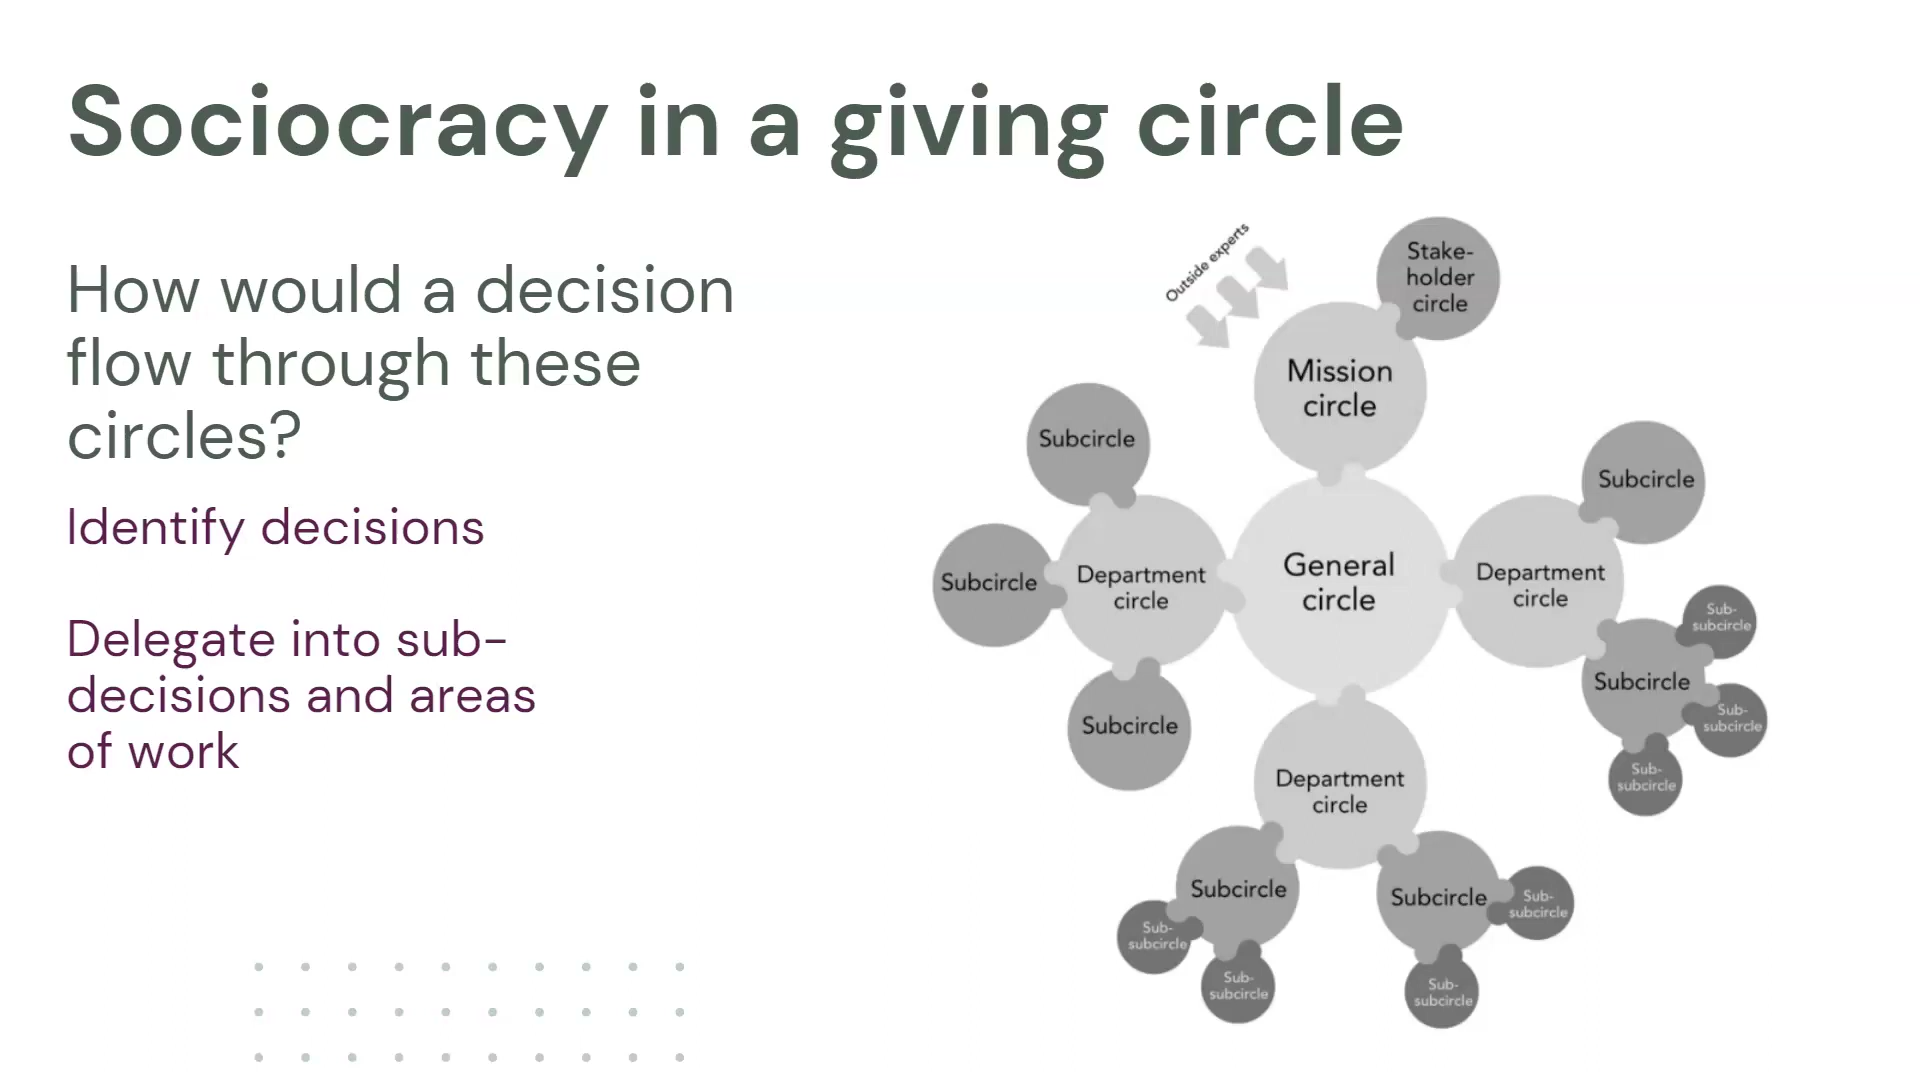 Sociocracy in a giving circle
How would a decision
flow through these
circles?
Identify decisions
Delegate into sub-
decisions and areas
of work
Outside experts
Stake-
holder
circle
Mission
circle
Subcircle
Subcircle
Subcircle
Department
circle
General
circle
Department
circle
Subcircle
Sub-
subcircle
Subcircle
Sub-
subcircle
Sub-
subcircle
Subcircle
Department
circle
Subcircle
Subcircle
Sub-
subcircle
Sub-
subcircle
Sub-
subcircle
Sub-
subcircle